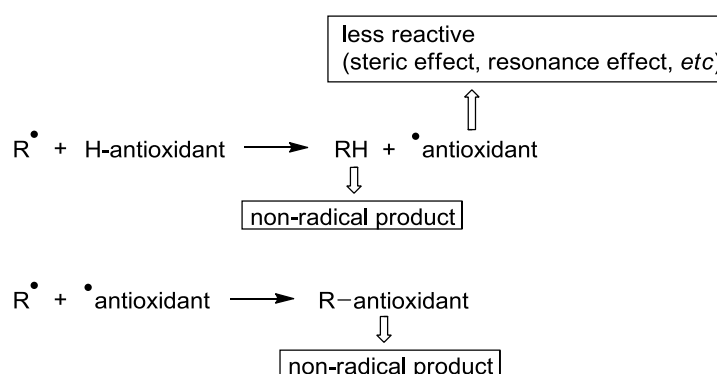 less reactive
(steric effect, resonance effect, etc)
R• + H-antioxidant → RH + •antioxidant
non-radical product
R• + •antioxidant → R–antioxidant
non-radical product